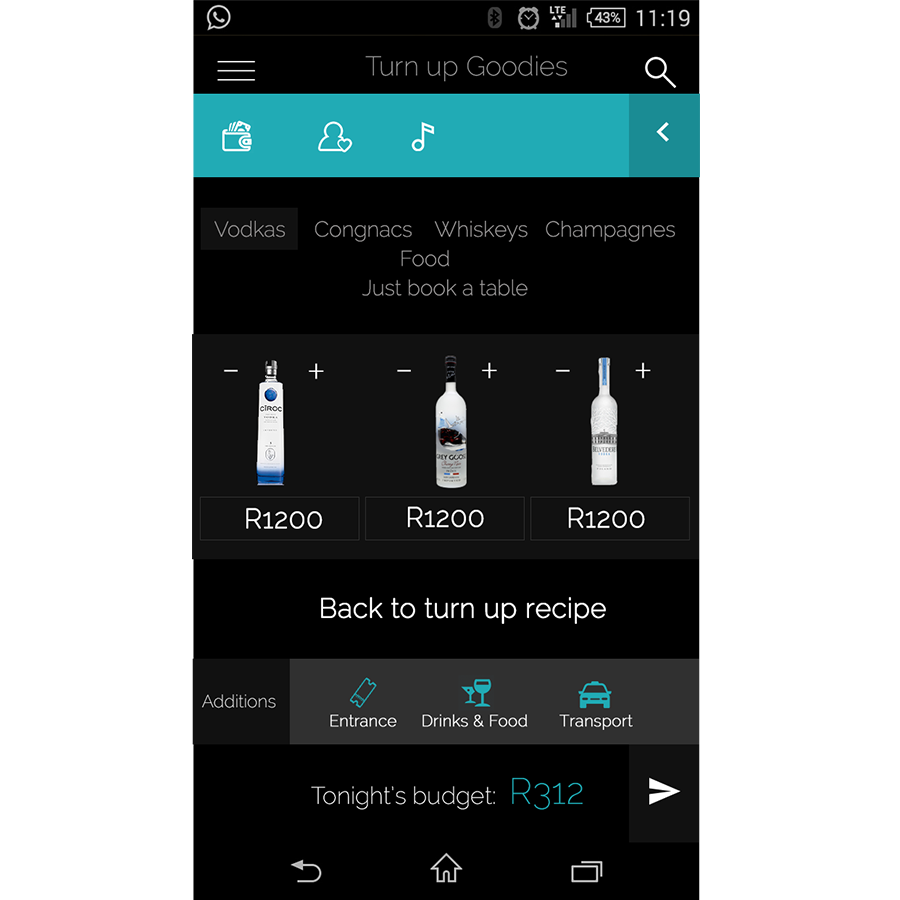 LTE 43% 11:19
Turn up Goodies
Vodkas Congnacs Whiskeys Champagnes
Food
Just book a table
CÎROC
GREY GOOSE
BELVEDERE
R1200 R1200 R1200
Back to turn up recipe
Additions
Entrance Drinks & Food Transport
Tonight's budget: R312